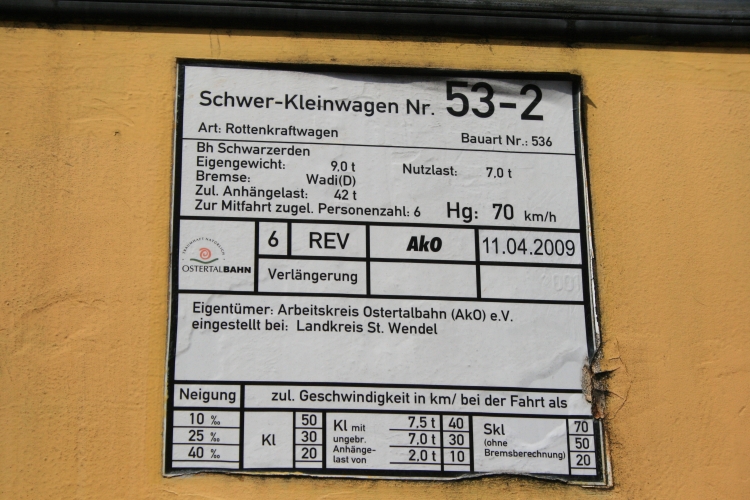 Schwer-Kleinwagen Nr. 53-2
Art: Rottenkraftwagen Bauart Nr.: 536
Bh Schwarzerden
Eigengewicht: 9,0 t Nutzlast: 7,0 t
Bremse: Wadi(D)
Zul. Anhängelast: 42 t
Zur Mitfahrt zugel. Personenzahl: 6 Hg: 70 km/h
OSTERTALBAHN
6 REV AkO 11.04.2009
Verlängerung
Eigentümer: Arbeitskreis Ostertalbahn (AkO) e.V.
eingestellt bei: Landkreis St. Wendel
Neigung zul. Geschwindigkeit in km/ bei der Fahrt als
10 ‰ 50 7,5 t 40 70
25 ‰ Kl 30 Kl mit ungebr. Anhänge-last von 7,0 t 30 Skl (ohne Bremsberechnung) 50
40 ‰ 20 2,0 t 10 20